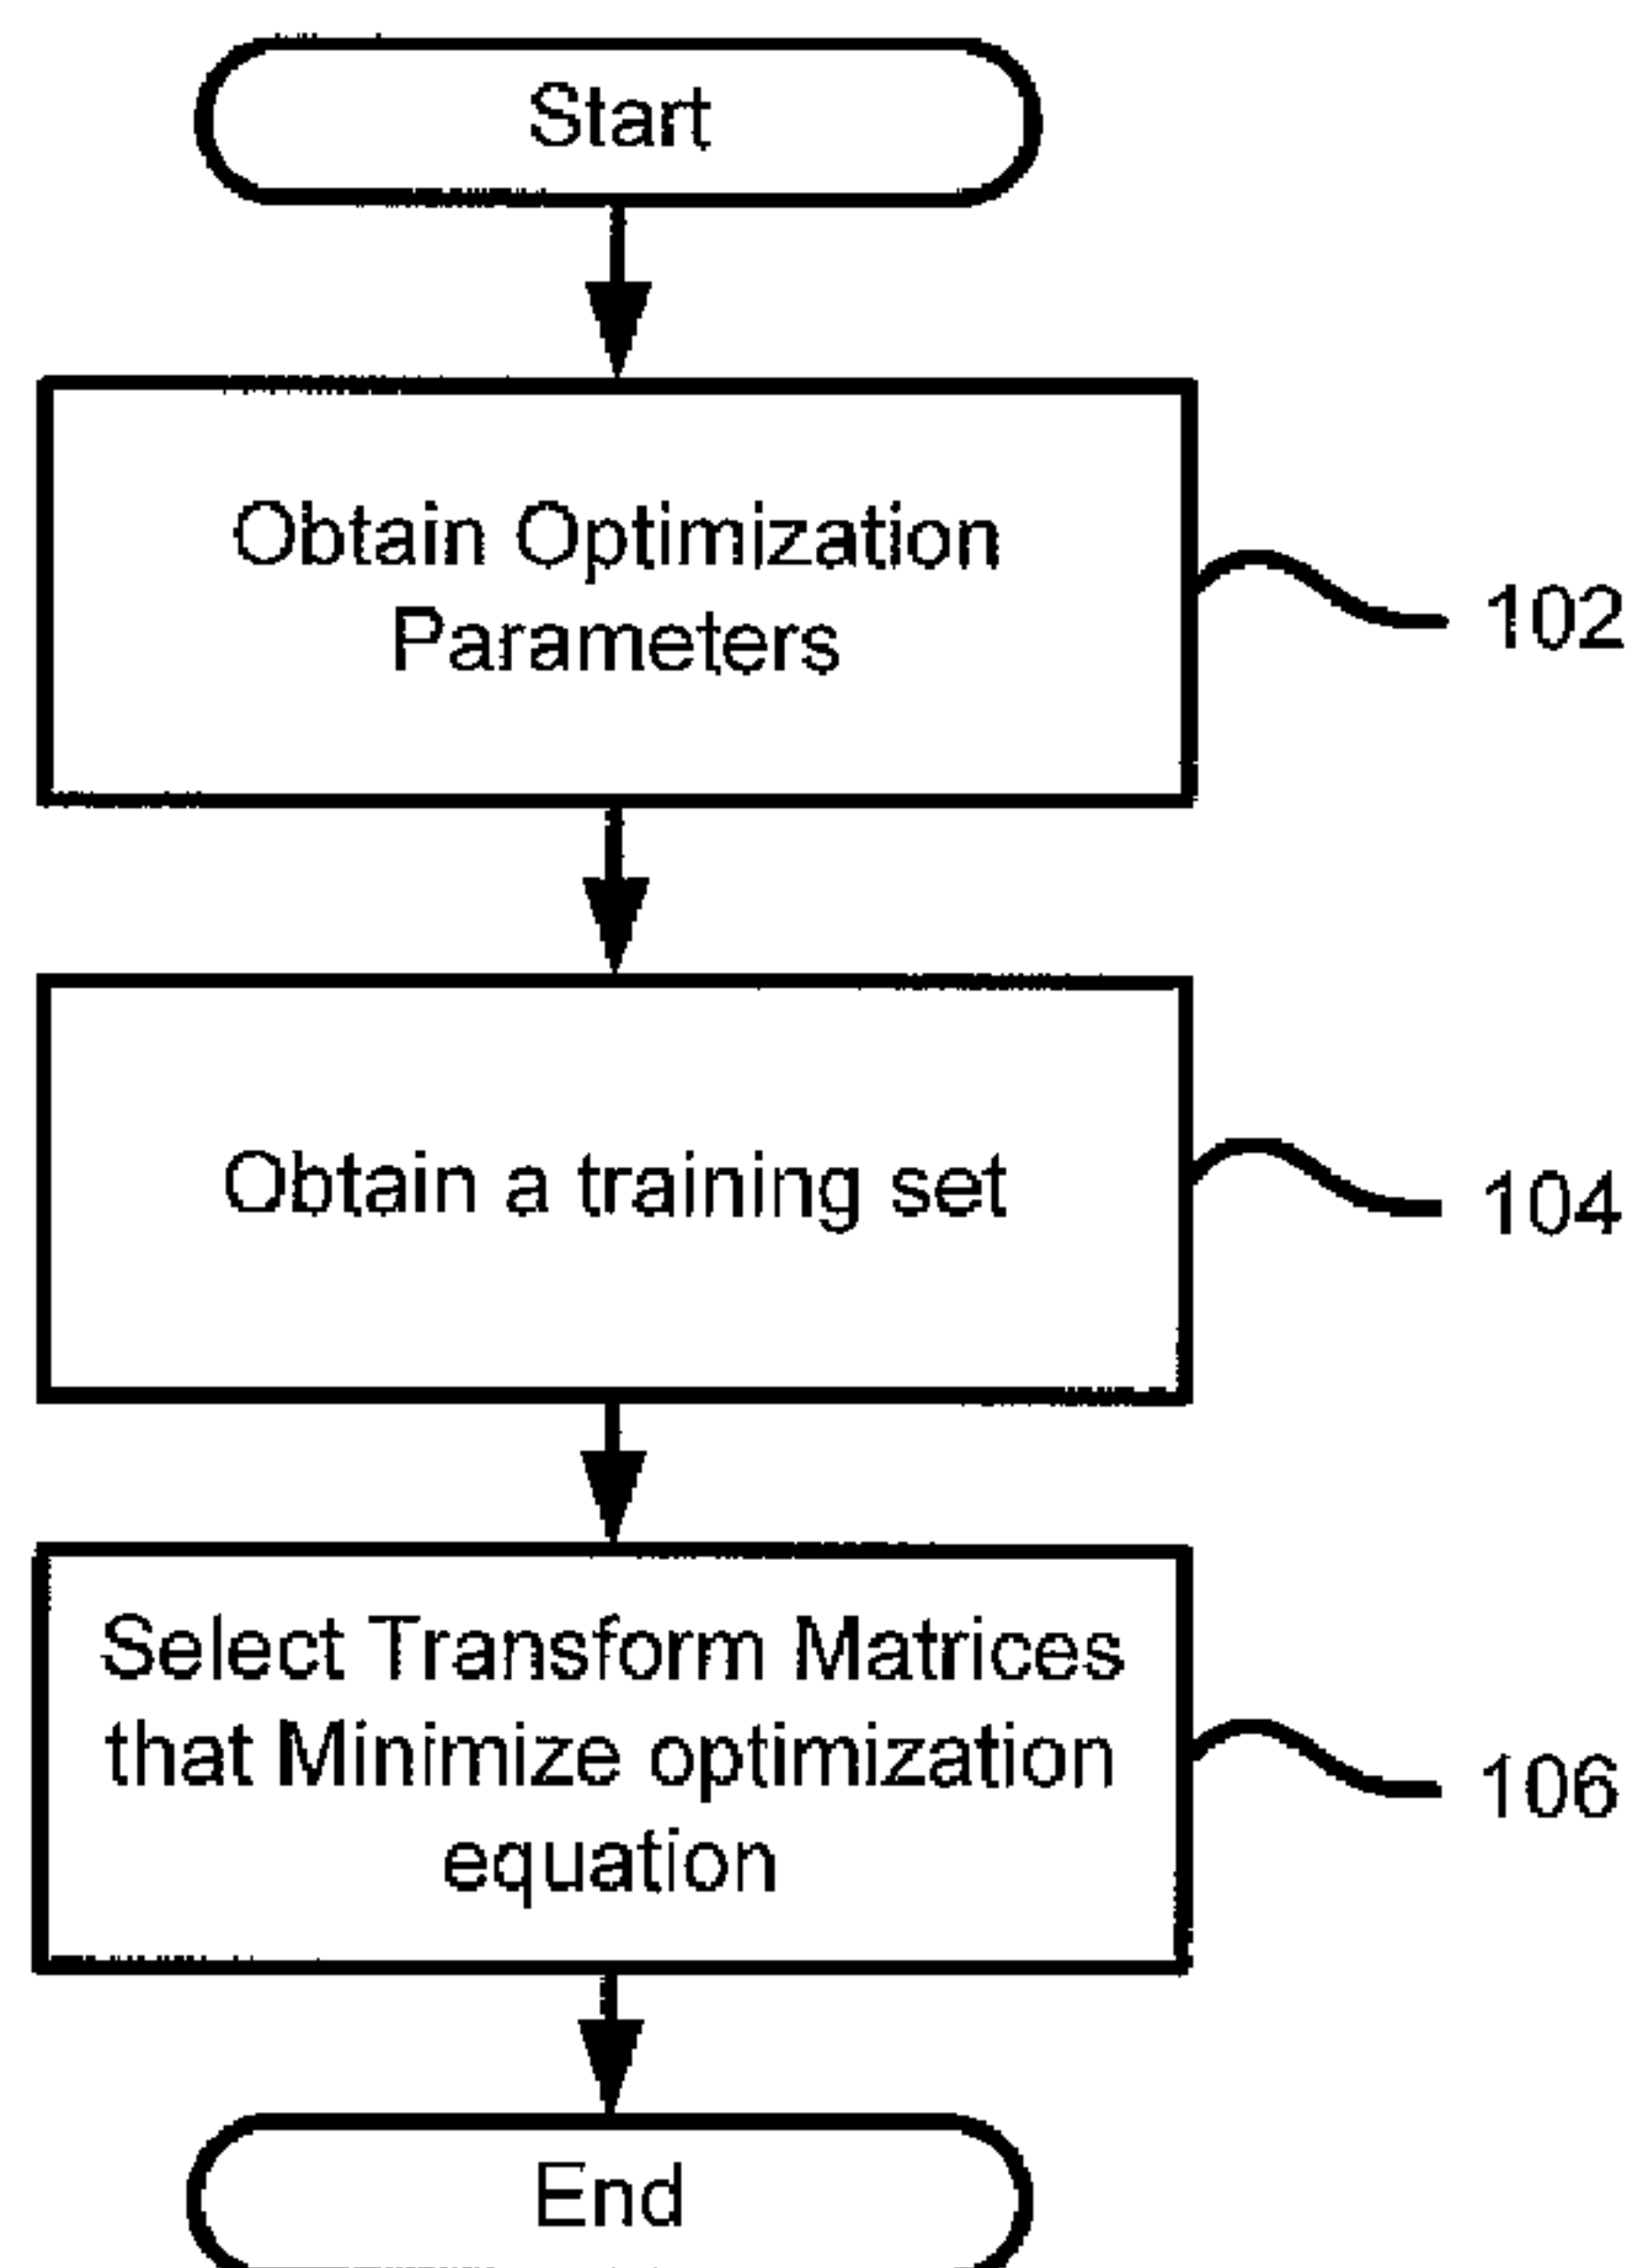 Start
Obtain Optimization
Parameters
102
Obtain a training set
104
Select Transform Matrices
that Minimize optimization
equation
106
End